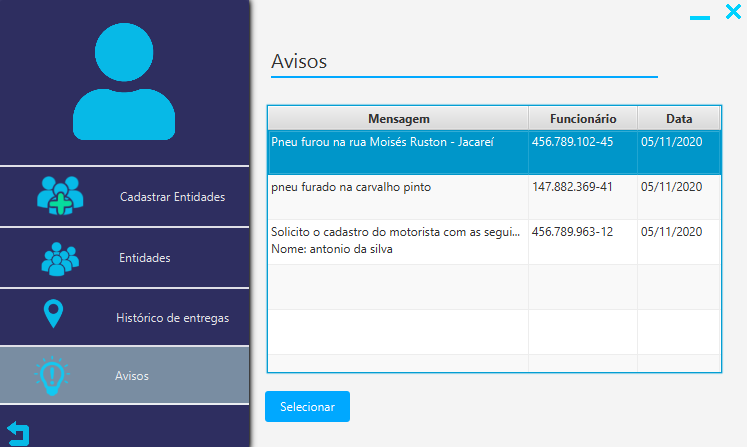 Cadastrar Entidades
Entidades
Histórico de entregas
Avisos
Avisos
Mensagem Funcionário Data
Pneu furou na rua Moisés Ruston - Jacareí 456.789.102-45 05/11/2020
pneu furado na carvalho pinto 147.882.369-41 05/11/2020
Solicito o cadastro do motorista com as segui... 456.789.963-12 05/11/2020
Nome: antonio da silva
Selecionar